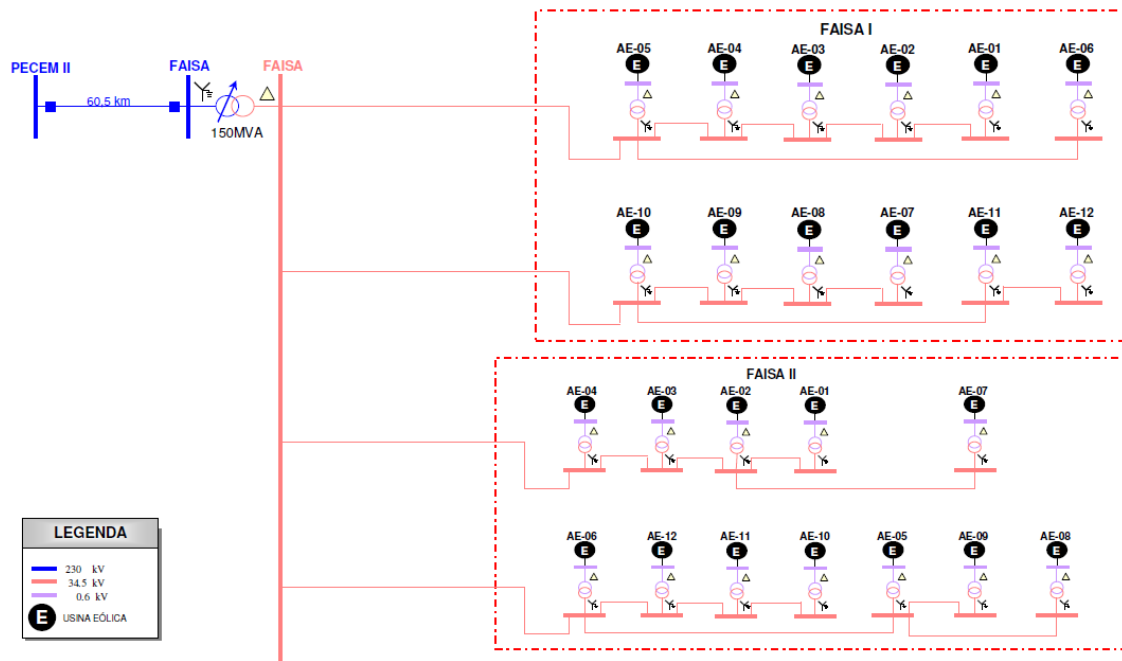 FAISA I
AE-05 AE-04 AE-03 AE-02 AE-01 AE-06
E E E E E E
PECEM II FAISA FAISA
60,5 km
150MVA
AE-10 AE-09 AE-08 AE-07 AE-11 AE-12
E E E E E E
FAISA II
AE-04 AE-03 AE-02 AE-01 AE-07
E E E E E
AE-06 AE-12 AE-11 AE-10 AE-05 AE-09 AE-08
E E E E E E E
LEGENDA
230 kV
34.5 kV
0.6 kV
E USINA EÓLICA